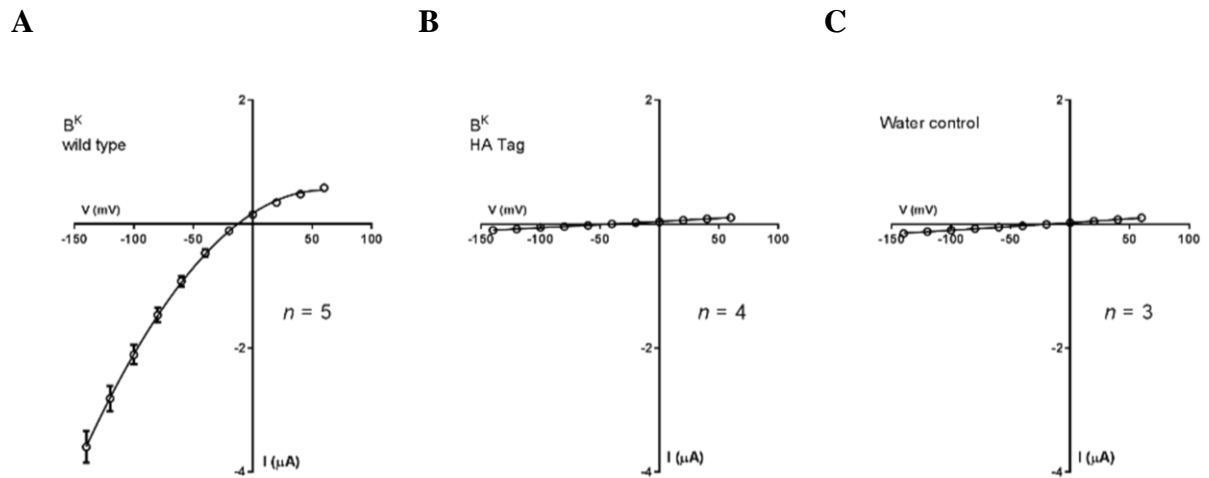 A
B
C
2
B^K
wild type
V (mV)
-150
-100
-50
50
100
n = 5
-2
-4
I (µA)
2
B^K
HA Tag
V (mV)
-150
-100
-50
50
100
n = 4
-2
-4
I (µA)
2
Water control
V (mV)
-150
-100
-50
50
100
n = 3
-2
-4
I (µA)